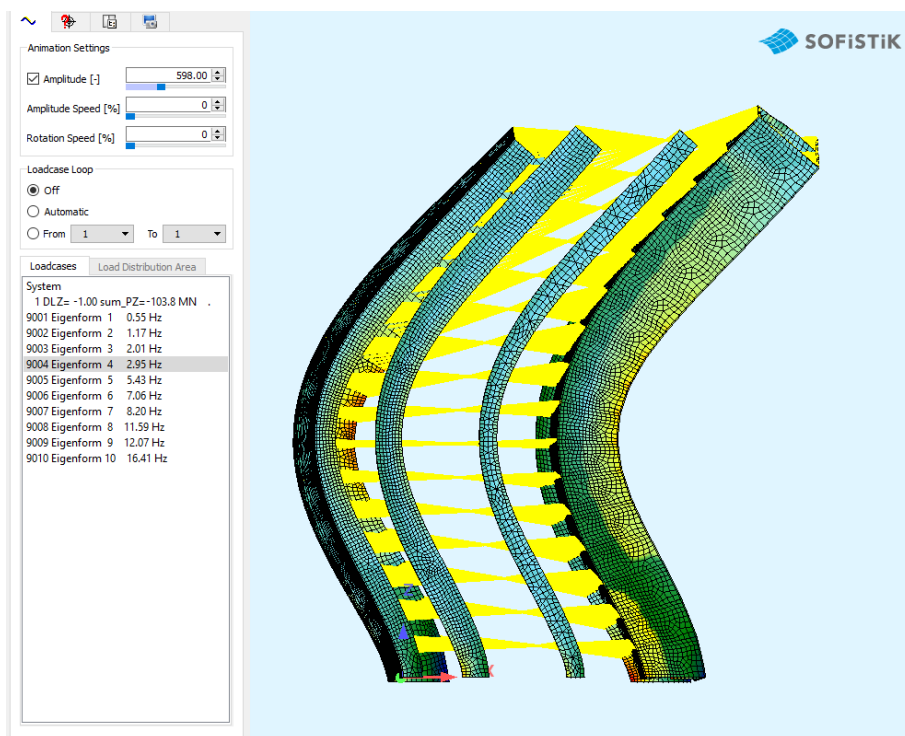 SOFiSTiK
Animation Settings
Amplitude [-] 598.00
Amplitude Speed [%] 0
Rotation Speed [%] 0
Loadcase Loop
Off
Automatic
From 1 To 1
Loadcases Load Distribution Area
System
1 DLZ= -1.00 sum_PZ=-103.8 MN .
9001 Eigenform 1 0.55 Hz
9002 Eigenform 2 1.17 Hz
9003 Eigenform 3 2.01 Hz
9004 Eigenform 4 2.95 Hz
9005 Eigenform 5 5.43 Hz
9006 Eigenform 6 7.06 Hz
9007 Eigenform 7 8.20 Hz
9008 Eigenform 8 11.59 Hz
9009 Eigenform 9 12.07 Hz
9010 Eigenform 10 16.41 Hz
X